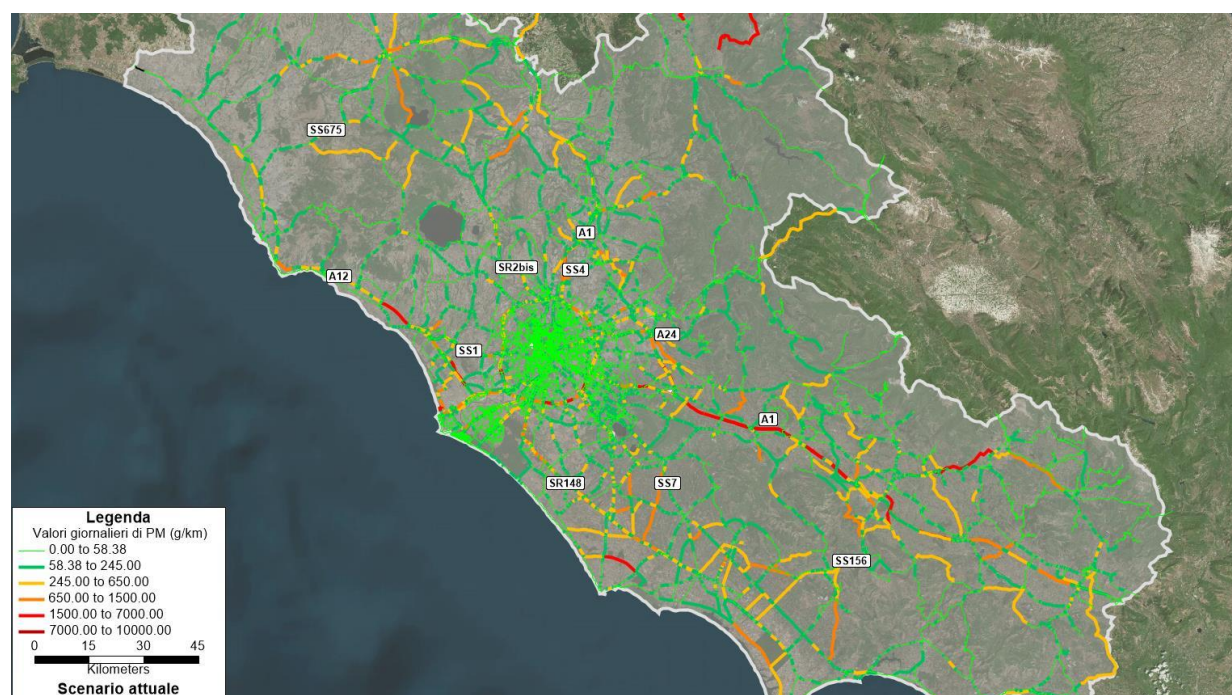 SS675
A1
SR2bis
SS4
A12
A24
SS1
A1
SR148
SS7
SS156
Legenda
Valori giornalieri di PM (g/km)
0.00 to 58.38
58.38 to 245.00
245.00 to 650.00
650.00 to 1500.00
1500.00 to 7000.00
7000.00 to 10000.00
0 15 30 45
Kilometers
Scenario attuale